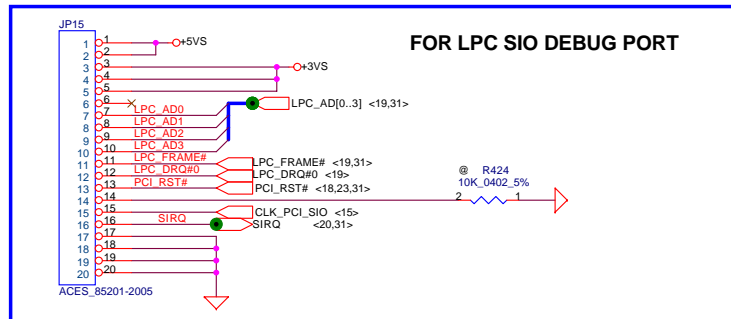 JP15
FOR LPC SIO DEBUG PORT
1 1 +5VS
2 2
3 3 +3VS
4 4
5 5
6 6
7 7 LPC_AD0 LPC_AD[0..3] <19,31>
8 8 LPC_AD1
9 9 LPC_AD2
10 10 LPC_AD3
11 11 LPC_FRAME# LPC_FRAME# <19,31>
12 12 LPC_DRQ#0 LPC_DRQ#0 <19>
13 13 PCI_RST# PCI_RST# <18,23,31>
@ R424
10K_0402_5%
14 14 2 1
15 15 CLK_PCI_SIO <15>
16 16 SIRQ SIRQ <20,31>
17 17
18 18
19 19
20 20
ACES_85201-2005